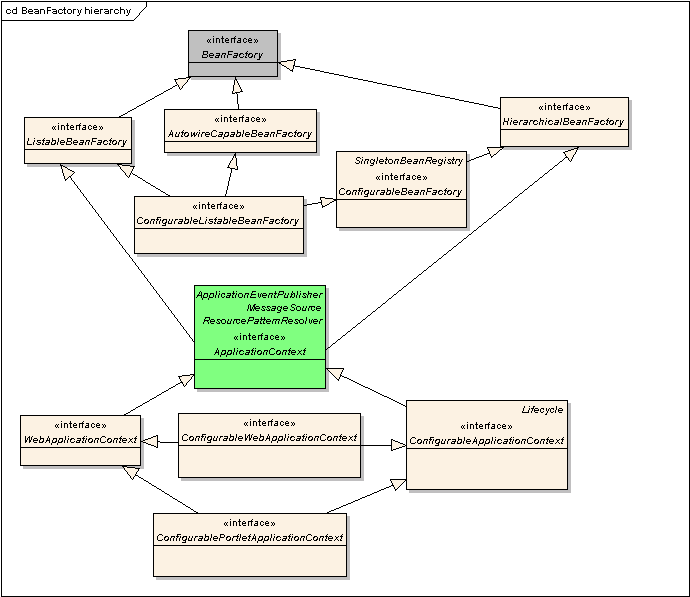 cd BeanFactory hierarchy
«interface»
BeanFactory
«interface»
ListableBeanFactory
«interface»
AutowireCapableBeanFactory
«interface»
HierarchicalBeanFactory
SingletonBeanRegistry
«interface»
ConfigurableBeanFactory
«interface»
ConfigurableListableBeanFactory
ApplicationEventPublisher
MessageSource
ResourcePatternResolver
«interface»
ApplicationContext
«interface»
WebApplicationContext
«interface»
ConfigurableWebApplicationContext
Lifecycle
«interface»
ConfigurableApplicationContext
«interface»
ConfigurablePortletApplicationContext